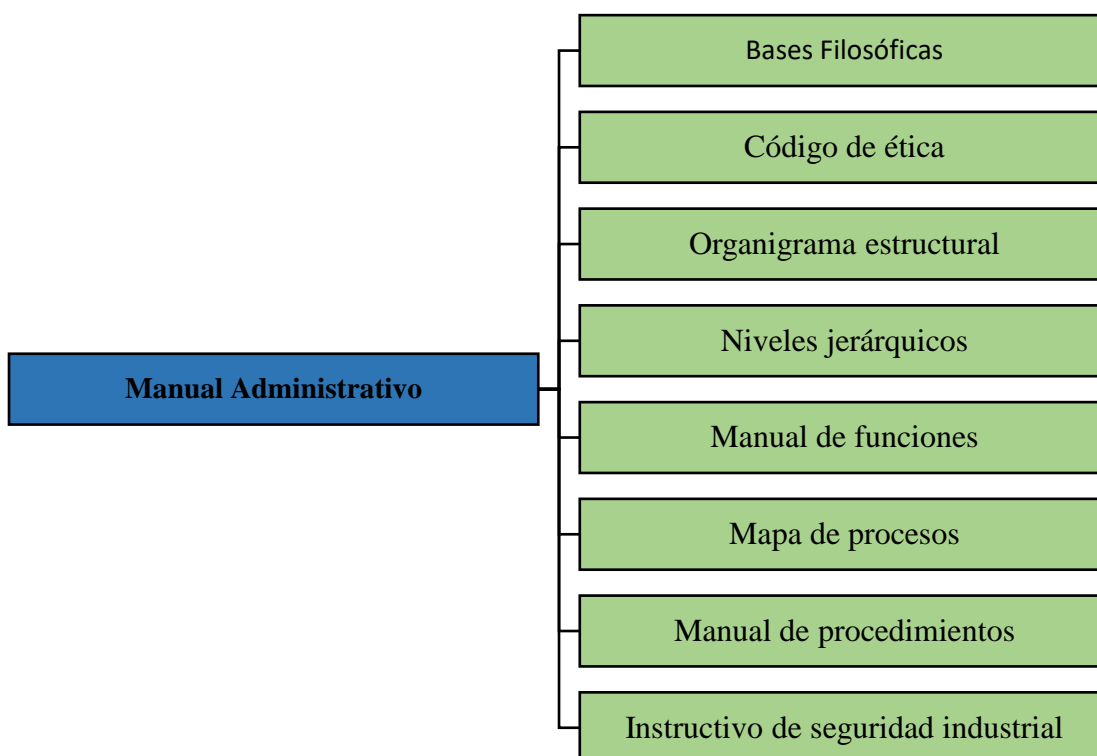 Bases Filosóficas
Código de ética
Organigrama estructural
Niveles jerárquicos
Manual Administrativo
Manual de funciones
Mapa de procesos
Manual de procedimientos
Instructivo de seguridad industrial